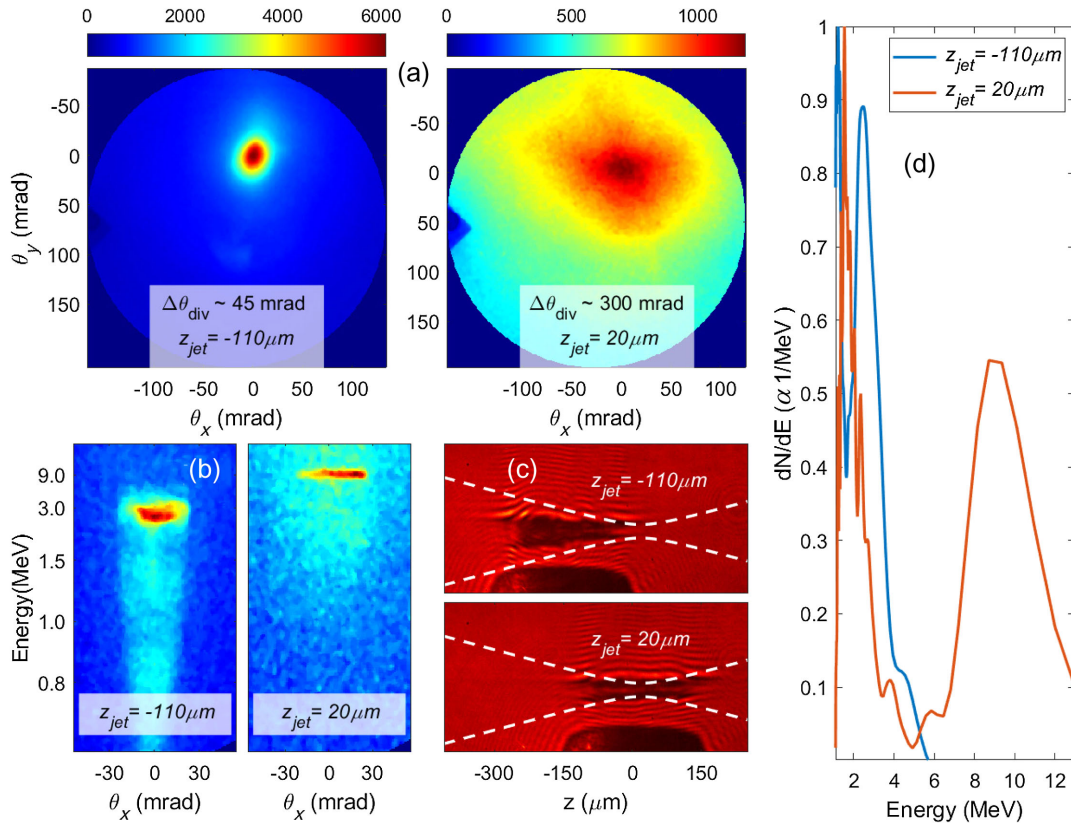 0 2000 4000 6000
0 500 1000
(a)
-50
0
50
100
150
θy (mrad)
Δθdiv ~ 45 mrad
zjet= -110μm
-100 -50 0 50 100
θx (mrad)
-50
0
50
100
150
Δθdiv ~ 300 mrad
zjet= 20μm
-100 -50 0 50 100
θx (mrad)
(b)
9.0
3.0
1.5
1.0
0.8
Energy(MeV)
zjet= -110μm
zjet= 20μm
-30 0 30
θx (mrad)
-30 0 30
θx (mrad)
(c)
zjet= -110μm
zjet= 20μm
-300 -150 0 150
z (μm)
zjet= -110μm
zjet= 20μm
(d)
1
0.9
0.8
0.7
0.6
0.5
0.4
0.3
0.2
0.1
dN/dE (α 1/MeV)
2 4 6 8 10 12
Energy (MeV)